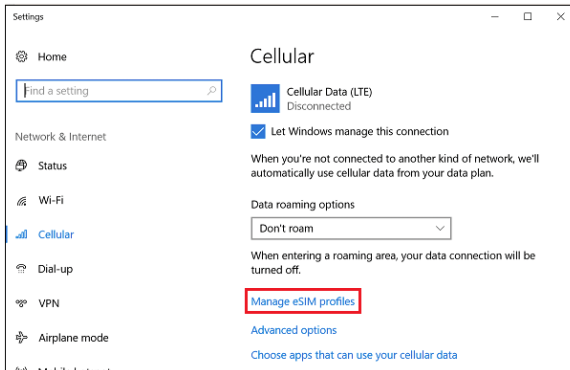 Settings
Home
Find a setting
Network & Internet
Status
Wi-Fi
Cellular
Dial-up
VPN
Airplane mode
Cellular
Cellular Data (LTE)
Disconnected
Let Windows manage this connection
When you're not connected to another kind of network, we'll
automatically use cellular data from your data plan.
Data roaming options
Don't roam
When entering a roaming area, your data connection will be
turned off.
Manage eSIM profiles
Advanced options
Choose apps that can use your cellular data